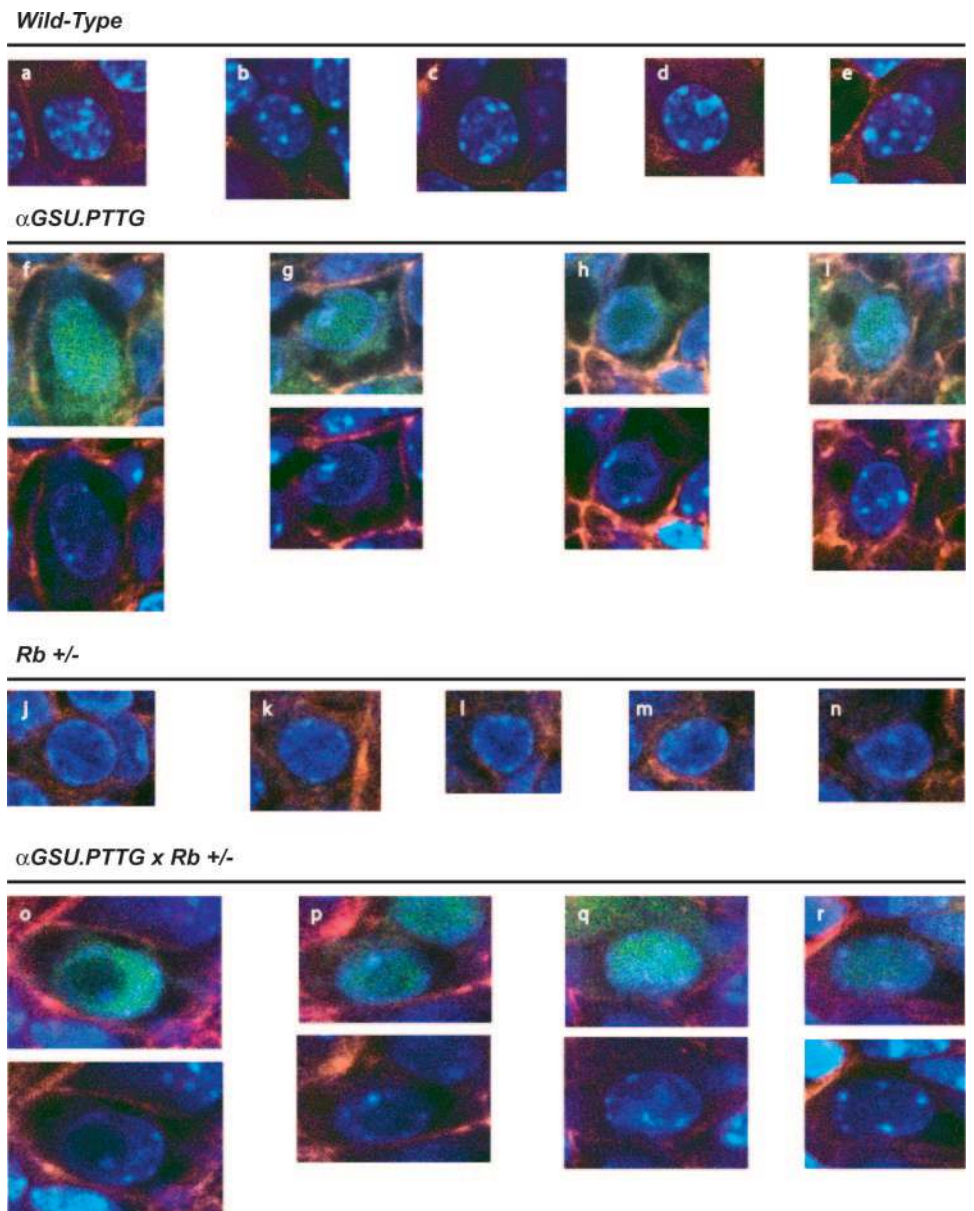 Wild-Type
a b c d e
αGSU.PTTG
f g h i
Rb +/-
j k l m n
αGSU.PTTG x Rb +/-
o p q r